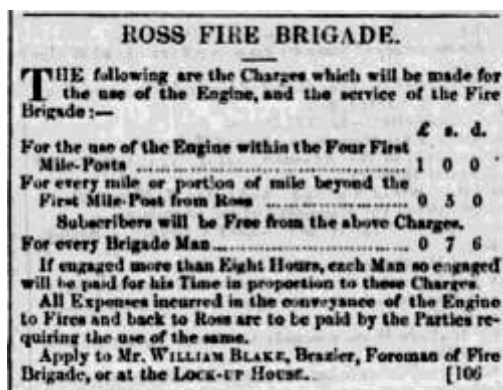 ROSS FIRE BRIGADE.
THE following are the Charges which will be made for
the use of the Engine, and the service of the Fire
Brigade:—
£ s. d.
For the use of the Engine within the Four First
Mile-Posts ........................ 1 0 0
For every mile or portion of mile beyond the
First Mile-Post from Ross .................. 0 5 0
Subscribers will be Free from the above Charges.
For every Brigade Man........................ 0 7 6
If engaged more than Eight Hours, each Man so engaged
will be paid for his Time in proportion to these Charges.
All Expenses incurred in the conveyance of the Engine
to Fires and back to Ross are to be paid by the Parties re-
quiring the use of the same.
Apply to Mr. WILLIAM BLAKE, Brazier, Foreman of Fire
Brigade, or at the LOCK-UP HOUSE. [106